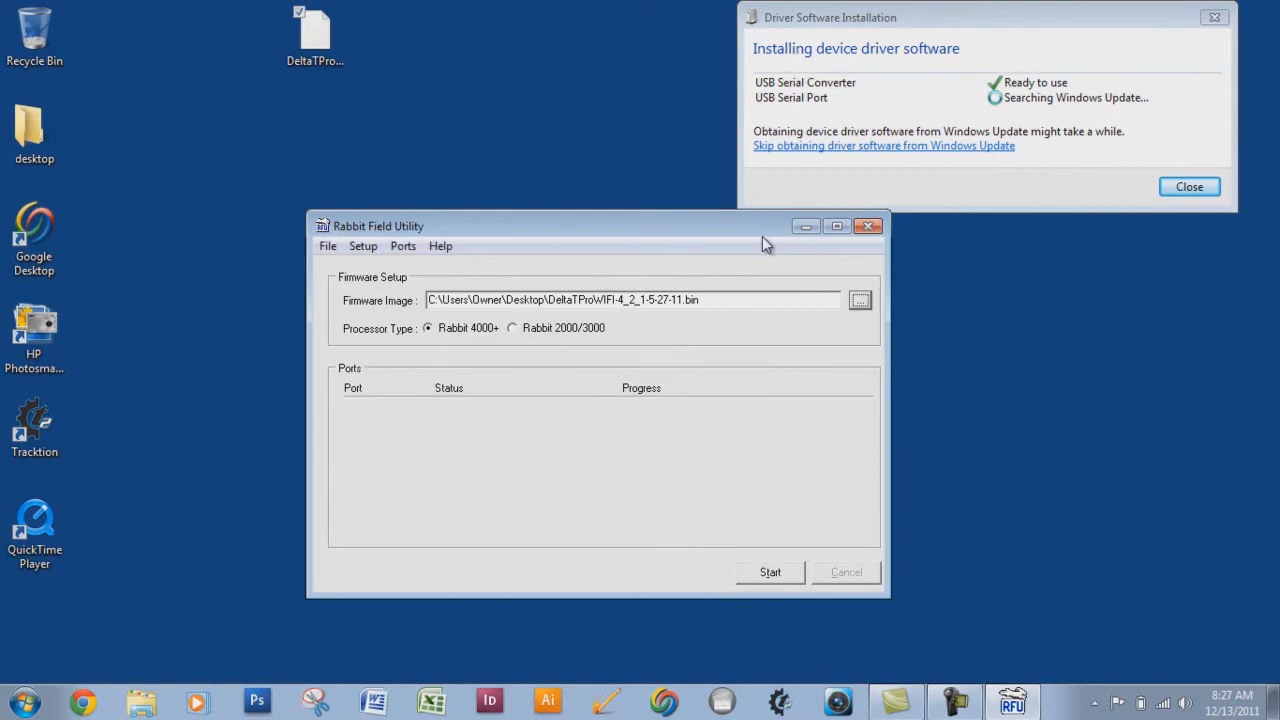 Recycle Bin
DeltaTPro...
desktop
Google
Desktop
HP
Photosma...
Tracktion
QuickTime
Player
Driver Software Installation
Installing device driver software
USB Serial Converter Ready to use
USB Serial Port Searching Windows Update...
Obtaining device driver software from Windows Update might take a while.
Skip obtaining driver software from Windows Update
Close
RFU Rabbit Field Utility
File Setup Ports Help
Firmware Setup
Firmware Image : C:\Users\Owner\Desktop\DeltaTProWIFI-4_2_1-5-27-11.bin ...
Processor Type : Rabbit 4000+ Rabbit 2000/3000
Ports
Port Status Progress
Start Cancel
Ps Id Ai RFU
8:27 AM
12/13/2011